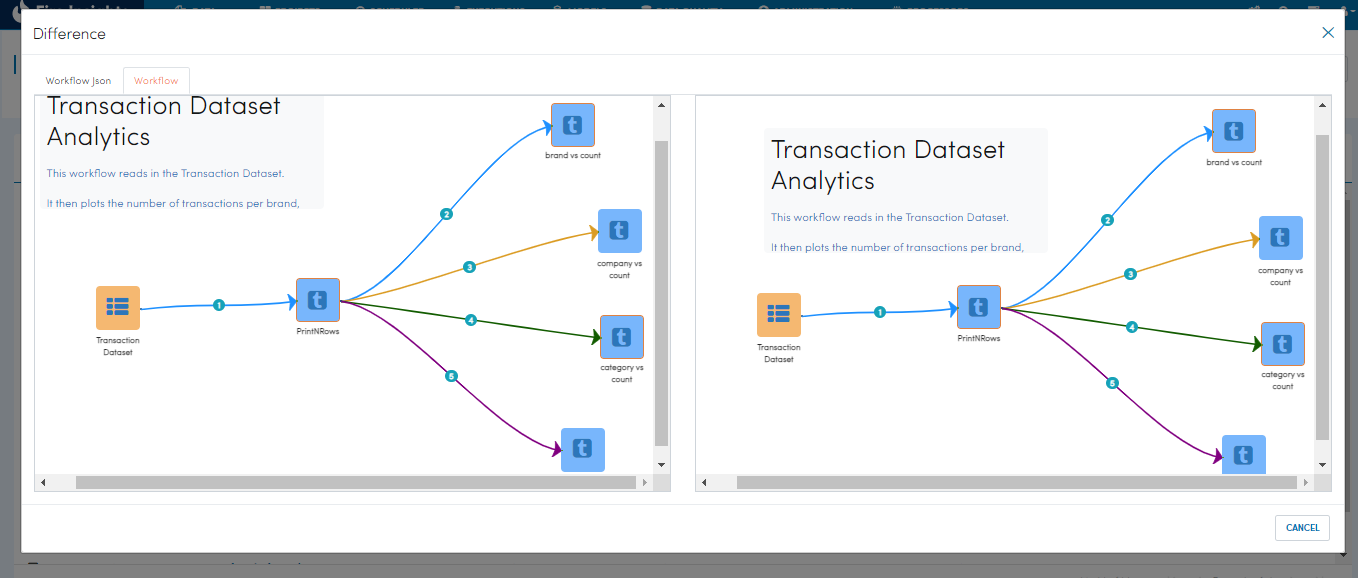 Difference
Workflow Json
Workflow
Transaction Dataset
Analytics
This workflow reads in the Transaction Dataset.
It then plots the number of transactions per brand,
t
brand vs count
2
t
company vs
count
3
1
t
PrintNRows
Transaction
Dataset
4
t
category vs
count
5
t
Transaction Dataset
Analytics
This workflow reads in the Transaction Dataset.
It then plots the number of transactions per brand,
t
brand vs count
2
t
company vs
count
3
1
t
PrintNRows
Transaction
Dataset
4
t
category vs
count
5
t
CANCEL